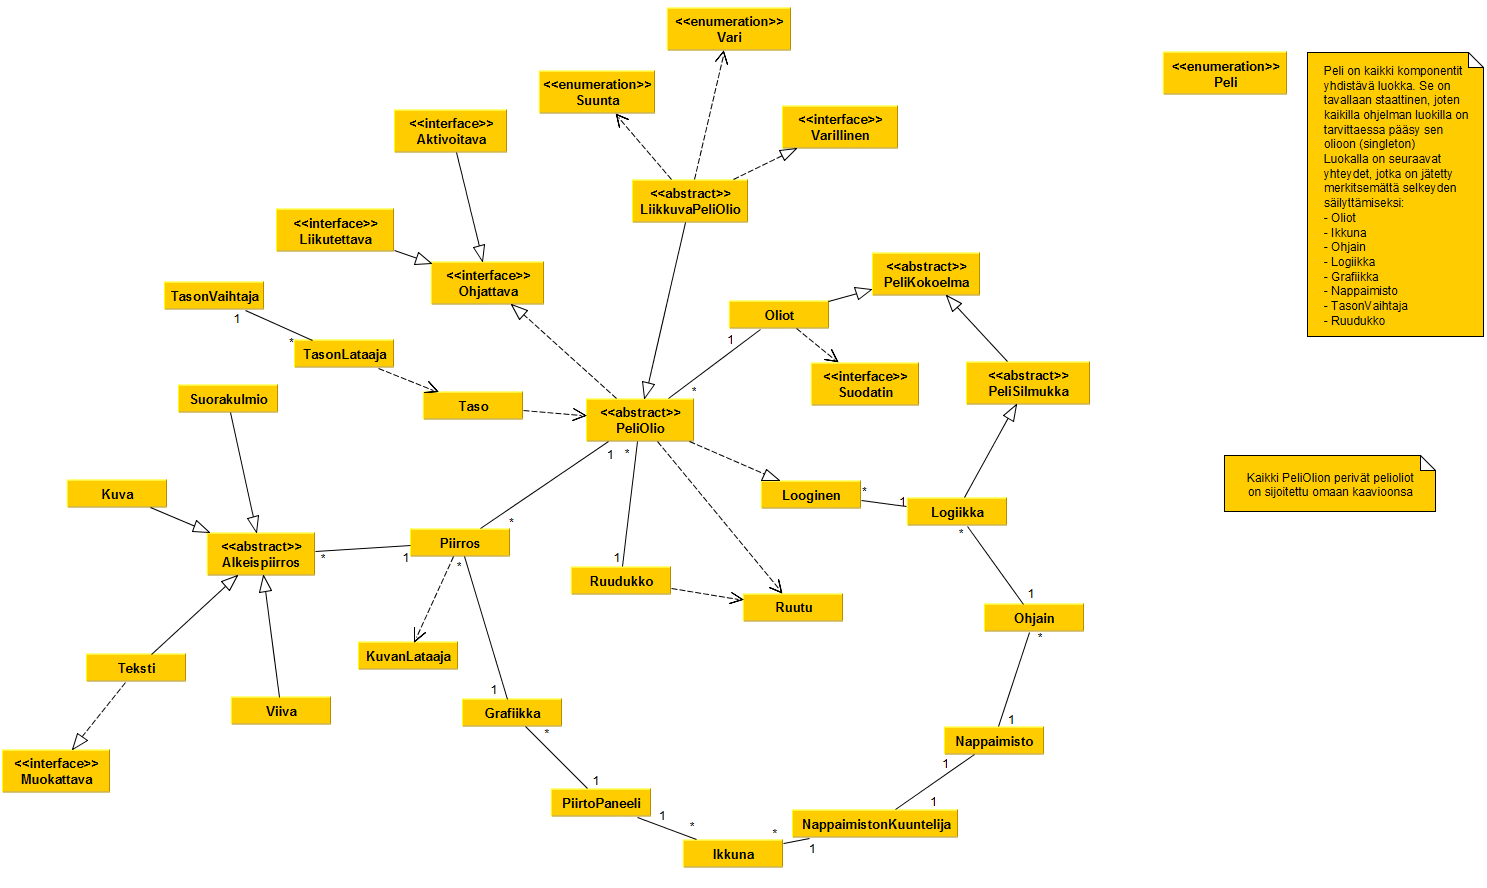 <<enumeration>>
Vari
<<enumeration>>
Suunta
<<interface>>
Aktivoitava
<<interface>>
Varillinen
<<abstract>>
LiikkuvaPeliOlio
<<interface>>
Liikutettava
<<interface>>
Ohjattava
<<abstract>>
PeliKokoelma
TasonVaihtaja
1
*
TasonLataaja
Oliot
1
*
<<interface>>
Suodatin
<<abstract>>
PeliSilmukka
Suorakulmio
Taso
<<abstract>>
PeliOlio
1
*
Kuva
Looginen
*
1
Logiikka
*
<<abstract>>
Alkeispiirros
*
1
Piirros
*
*
1
Ruudukko
Ruutu
1
Ohjain
*
KuvanLataaja
Teksti
Viiva
1
Grafiikka
*
1
Nappaimisto
1
<<interface>>
Muokattava
1
PiirtoPaneeli
1
*
Ikkuna
*
1
NappaimistonKuuntelija
1
<<enumeration>>
Peli
Peli on kaikki komponentit
yhdistävä luokka. Se on
tavallaan staattinen, joten
kaikilla ohjelman luokilla on
tarvittaessa pääsy sen
olioon (singleton)
Luokalla on seuraavat
yhteydet, jotka on jätetty
merkitsemättä selkeyden
säilyttämiseksi:
- Oliot
- Ikkuna
- Ohjain
- Logiikka
- Grafiikka
- Nappaimisto
- TasonVaihtaja
- Ruudukko
Kaikki PeliOlion perivät pelioliot
on sijoitettu omaan kaavioonsa